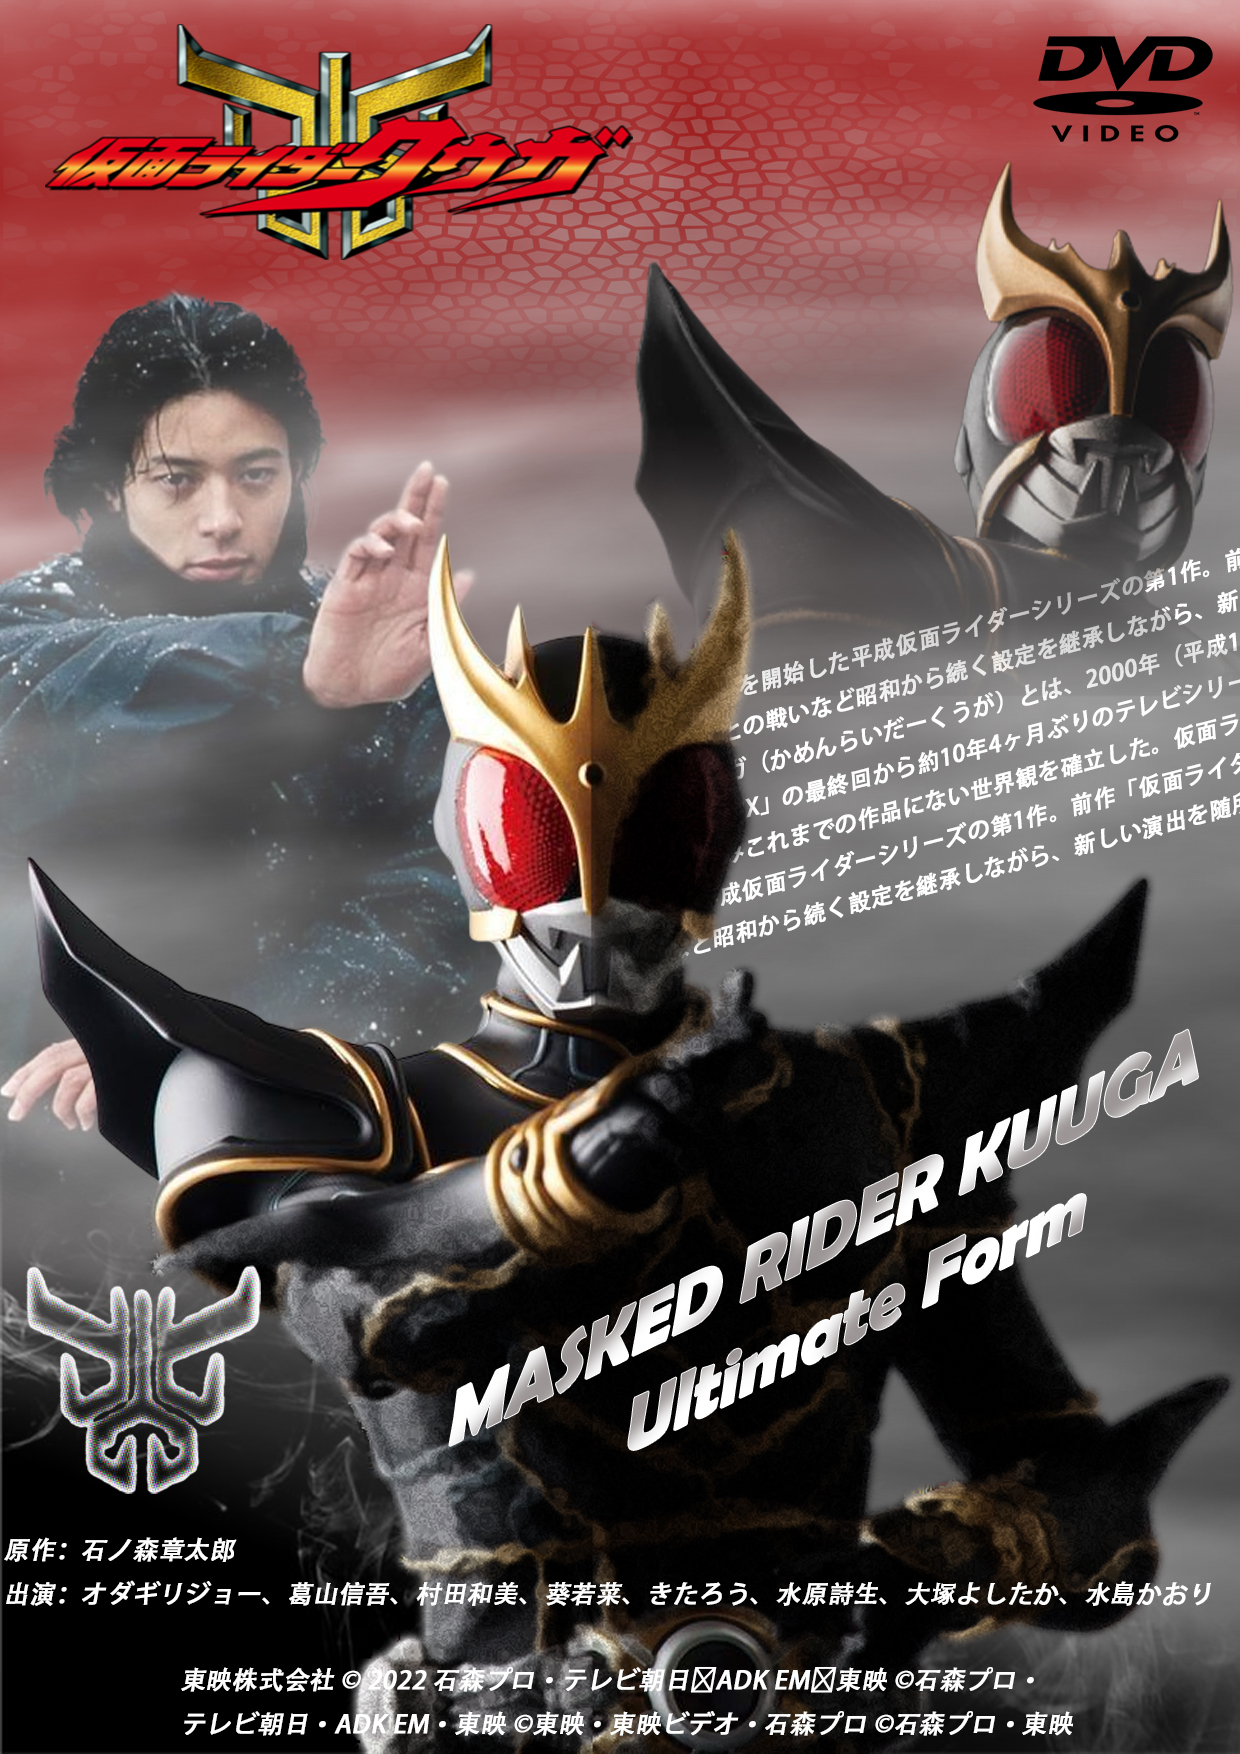 仮面ライダークウガ
DVD
VIDEO
を開始した平成仮面ライダーシリーズの第1作。前
との戦いなど昭和から続く設定を継承しながら、新
ガ（かめんらいだーくうが）とは、2000年（平成1
X」の最終回から約10年4ヶ月ぶりのテレビシリー
みこれまでの作品にない世界観を確立した。仮面ラ
成仮面ライダーシリーズの第1作。前作「仮面ライダ
と昭和から続く設定を継承しながら、新しい演出を随所
MASKED RIDER KUUGA
Ultimate Form
原作：石ノ森章太郎
出演：オダギリジョー、葛山信吾、村田和美、葵若菜、きたろう、水原詩生、大塚よしたか、水島かおり
東映株式会社 © 2022 石森プロ・テレビ朝日☒ADK EM☒東映 ©石森プロ・
テレビ朝日・ADK EM・東映 ©東映・東映ビデオ・石森プロ ©石森プロ・東映